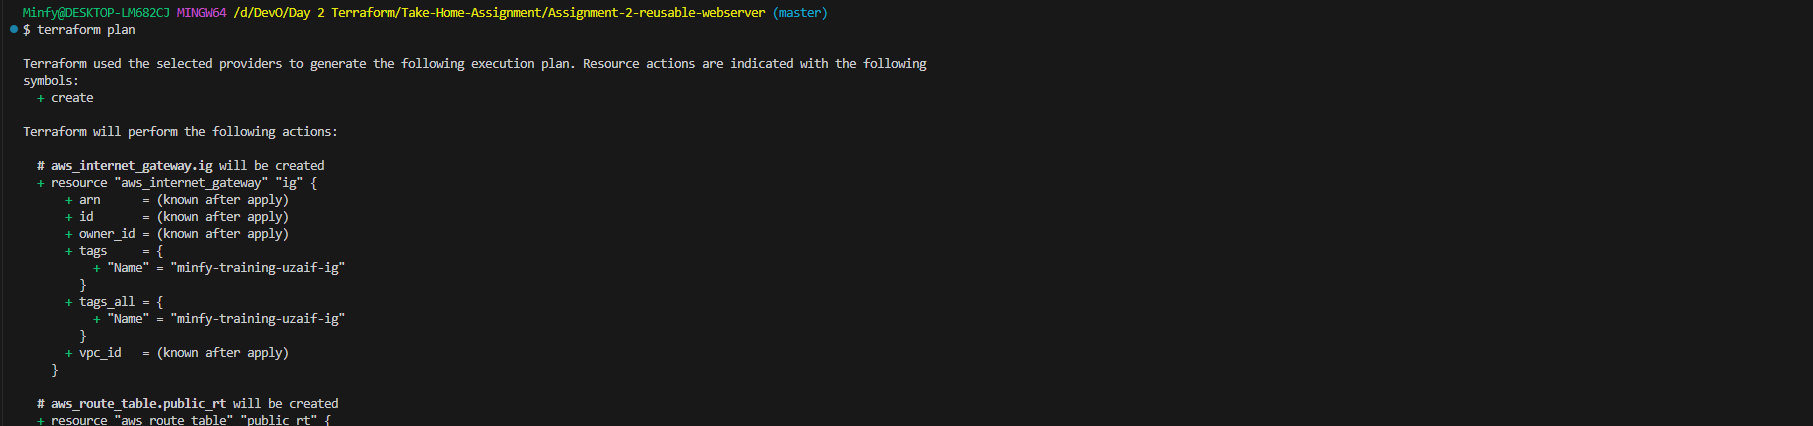 Minfy@DESKTOP-LM682CJ MINGW64 /d/DevO/Day 2 Terraform/Take-Home-Assignment/Assignment-2-reusable-webserver (master)
$ terraform plan
Terraform used the selected providers to generate the following execution plan. Resource actions are indicated with the following
symbols:
  + create
Terraform will perform the following actions:
  # aws_internet_gateway.ig will be created
  + resource "aws_internet_gateway" "ig" {
      + arn      = (known after apply)
      + id       = (known after apply)
      + owner_id = (known after apply)
      + tags     = {
          + "Name" = "minfy-training-uzaif-ig"
        }
      + tags_all = {
          + "Name" = "minfy-training-uzaif-ig"
        }
      + vpc_id   = (known after apply)
    }
  # aws_route_table.public_rt will be created
  + resource "aws_route_table" "public_rt" {